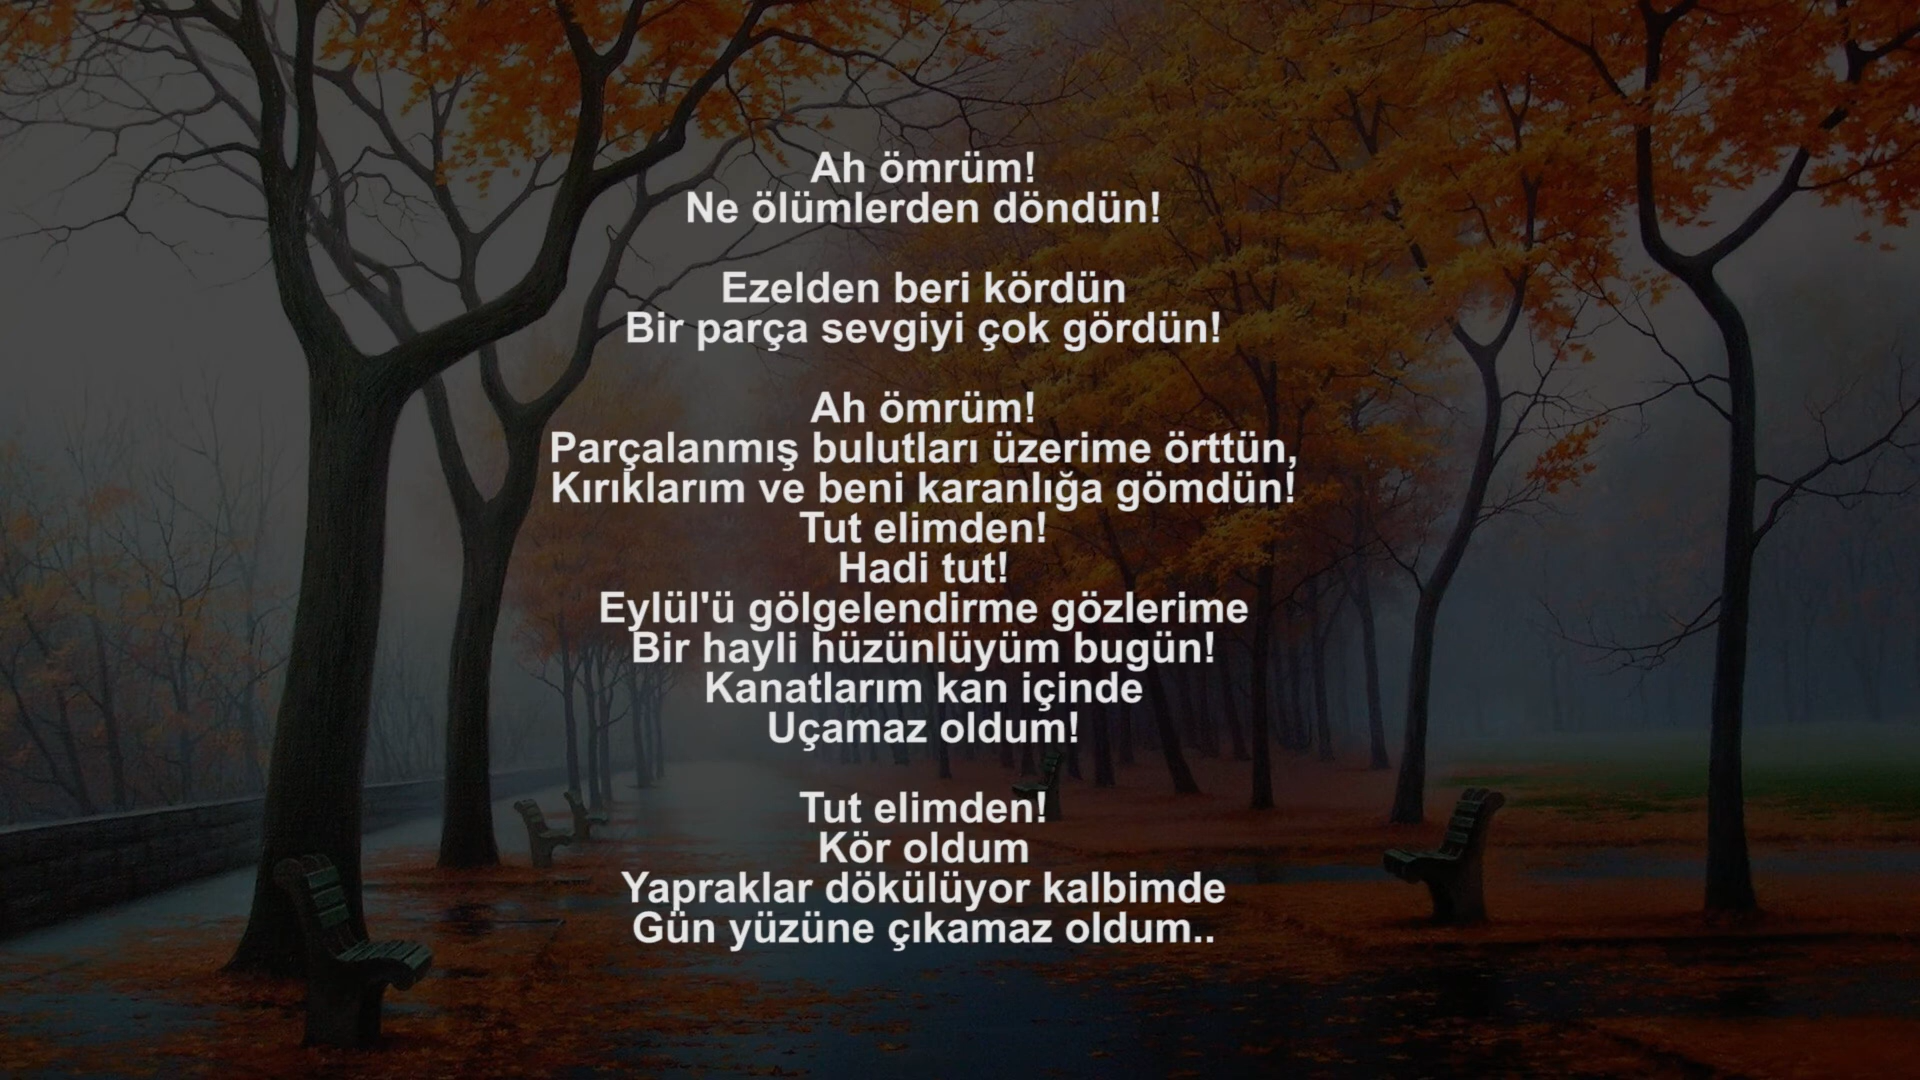 Ah ömrüm!
Ne ölümlerden döndün!
Ezelden beri kördün
Bir parça sevgiyi çok gördün!
Ah ömrüm!
Parçalanmış bulutları üzerime örttün,
Kırıklarım ve beni karanlığa gömdün!
Tut elimden!
Hadi tut!
Eylül'ü gölgelendirme gözlerime
Bir hayli hüzünlüyüm bugün!
Kanatlarım kan içinde
Uçamaz oldum!
Tut elimden!
Kör oldum
Yapraklar dökülüyor kalbimde
Gün yüzüne çıkamaz oldum..